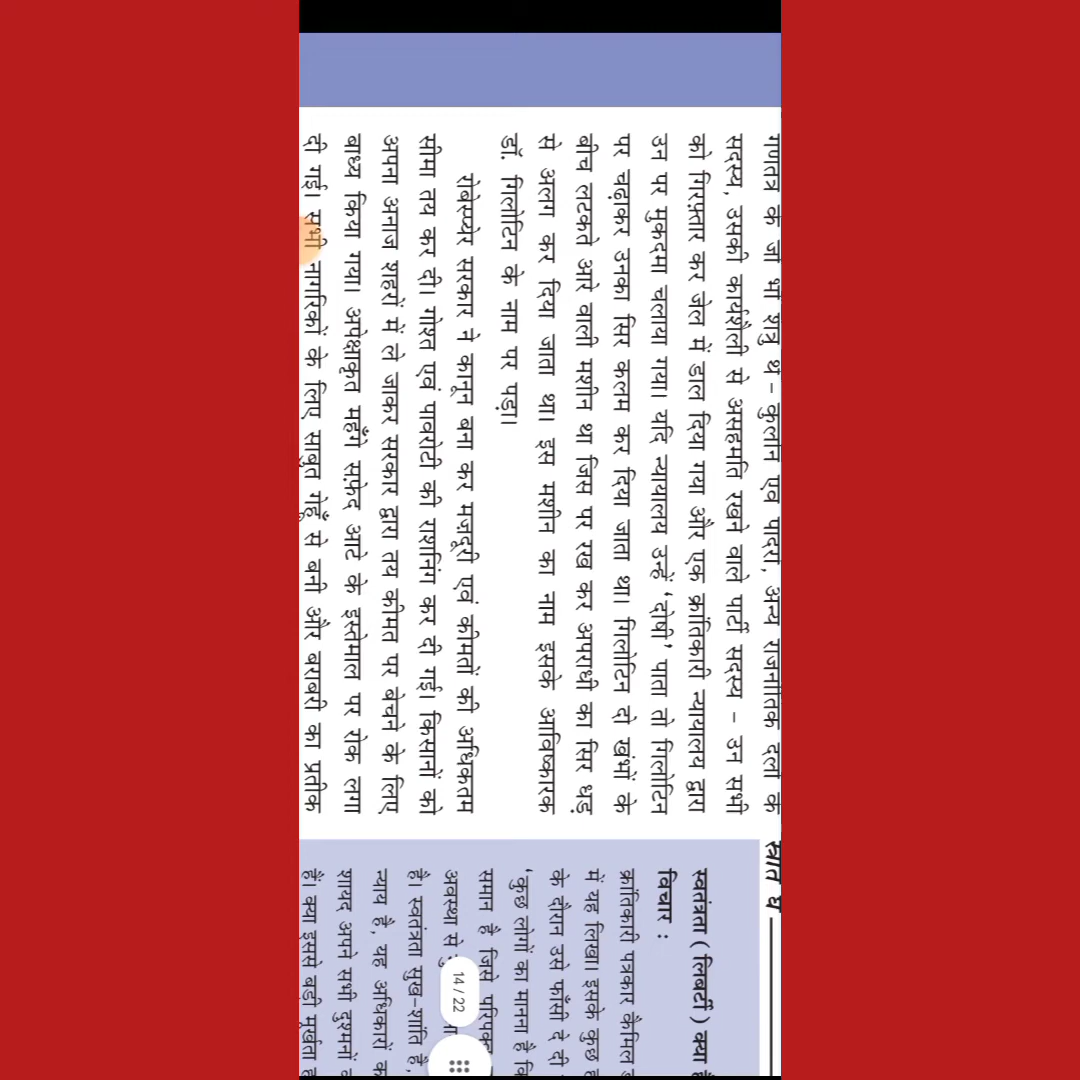 गणतंत्र के जो भी शत्रु थे - कुलीन एवं पादरी, अन्य राजनीतिक दलों के
सदस्य, उसकी कार्यशैली से असहमति रखने वाले पार्टी सदस्य - उन सभी
को गिरफ़्तार कर जेल में डाल दिया गया और एक क्रांतिकारी न्यायालय द्वारा
उन पर मुकदमा चलाया गया। यदि न्यायालय उन्हें 'दोषी' पाता तो गिलोटिन
पर चढ़ाकर उनका सिर कलम कर दिया जाता था। गिलोटिन दो खंभों के
बीच लटकते आरे वाली मशीन था जिस पर रख कर अपराधी का सिर धड़
से अलग कर दिया जाता था। इस मशीन का नाम इसके आविष्कारक
डॉ. गिलोटिन के नाम पर पड़ा।
रोबेस्प्येर सरकार ने कानून बना कर मज़दूरी एवं कीमतों की अधिकतम
सीमा तय कर दी। गोश्त एवं पावरोटी की राशनिंग कर दी गई। किसानों को
अपना अनाज शहरों में ले जाकर सरकार द्वारा तय कीमत पर बेचने के लिए
बाध्य किया गया। अपेक्षाकृत महँगे सफ़ेद आटे के इस्तेमाल पर रोक लगा
दी गई। सभी नागरिकों के लिए साबुत गेहूँ से बनी और बराबरी का प्रतीक
स्रोत घ
स्वतंत्रता ( लिबर्टी ) क्या
विचार :
क्रांतिकारी पत्रकार कैमिल
में यह लिखा। इसके कुछ
के दौरान उसे फाँसी दे दी
'कुछ लोगों का मानना है
समान है जिसे
अवस्था से
है। स्वतंत्रता सुख-शांति है,
न्याय है, यह अधिकारों
शायद अपने सभी दुश्मनों
हैं। क्या इससे बड़ी मूर्खता
14 / 22